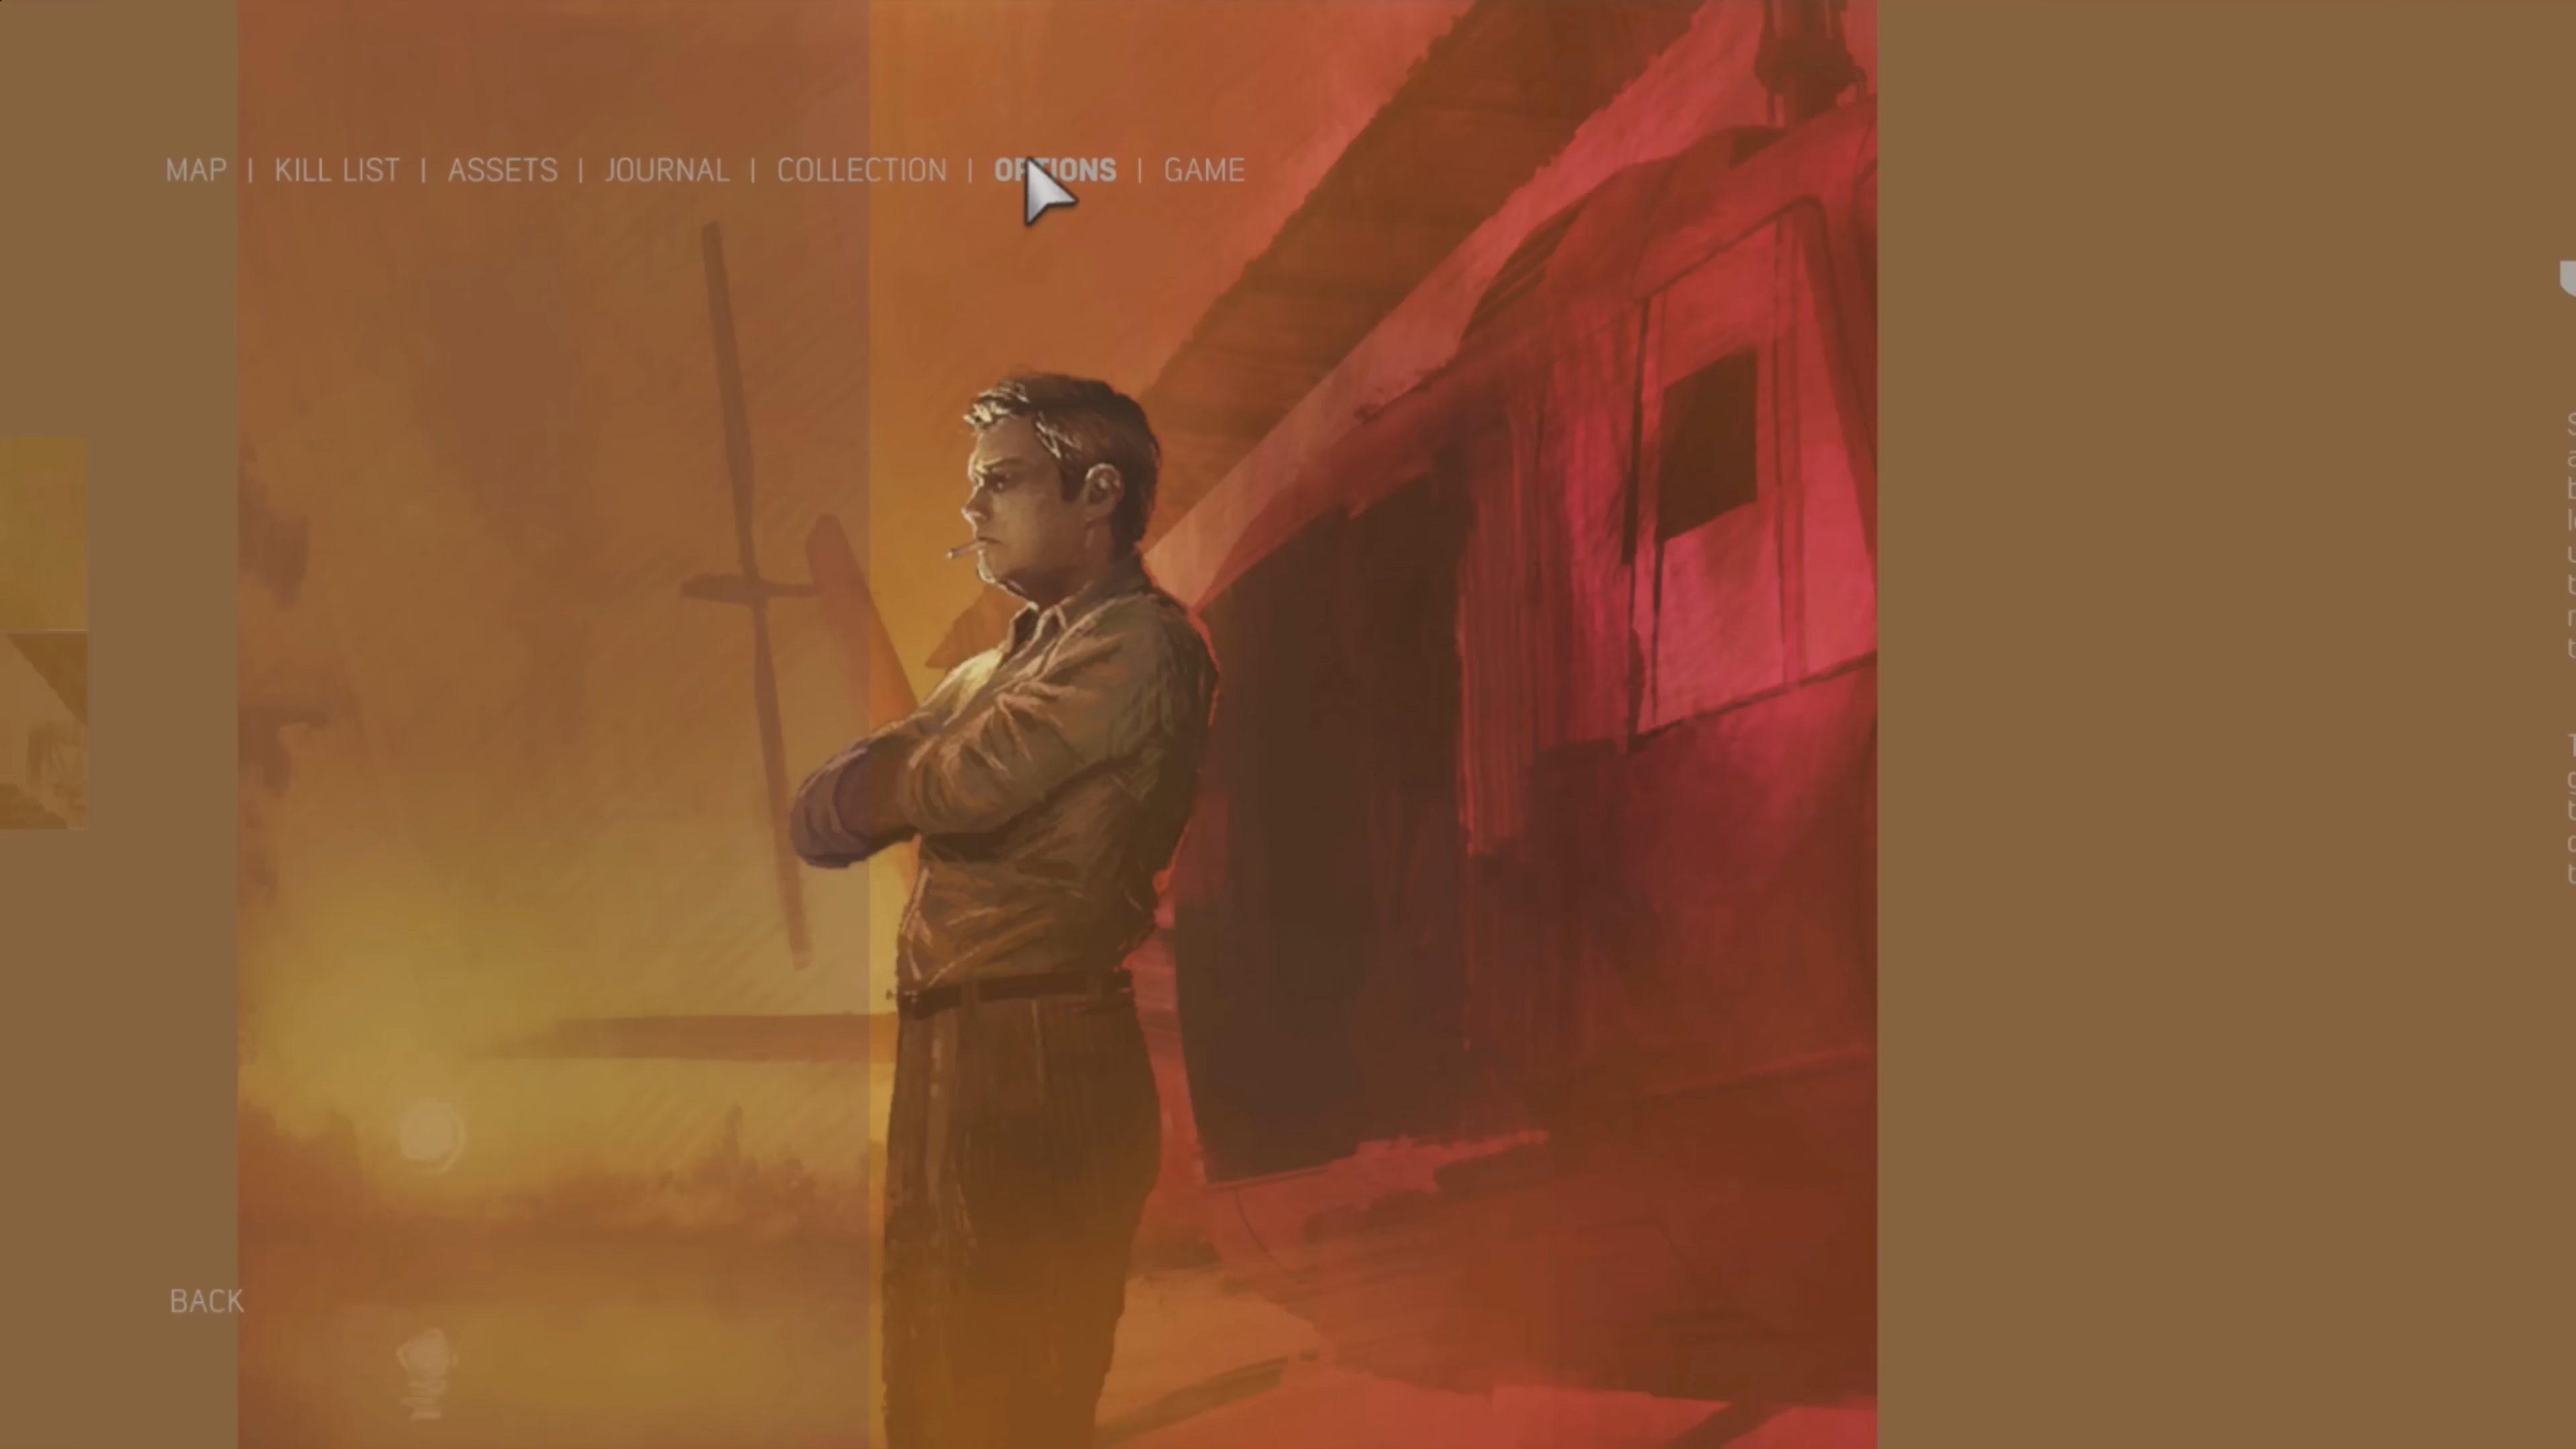 MAP | KILL LIST | ASSETS | JOURNAL | COLLECTION | OPTIONS | GAME
BACK